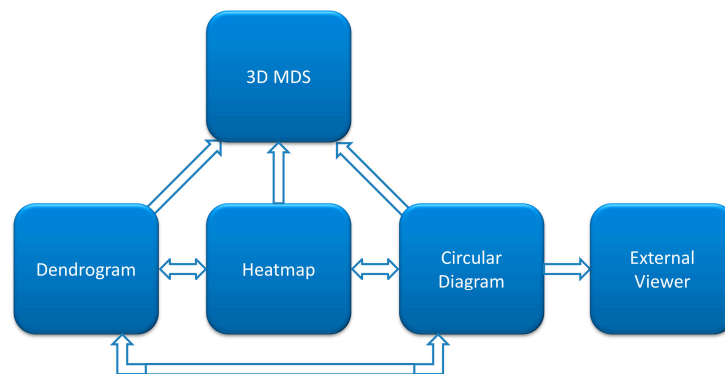 3D MDS
Dendrogram
Heatmap
Circular
Diagram
External
Viewer